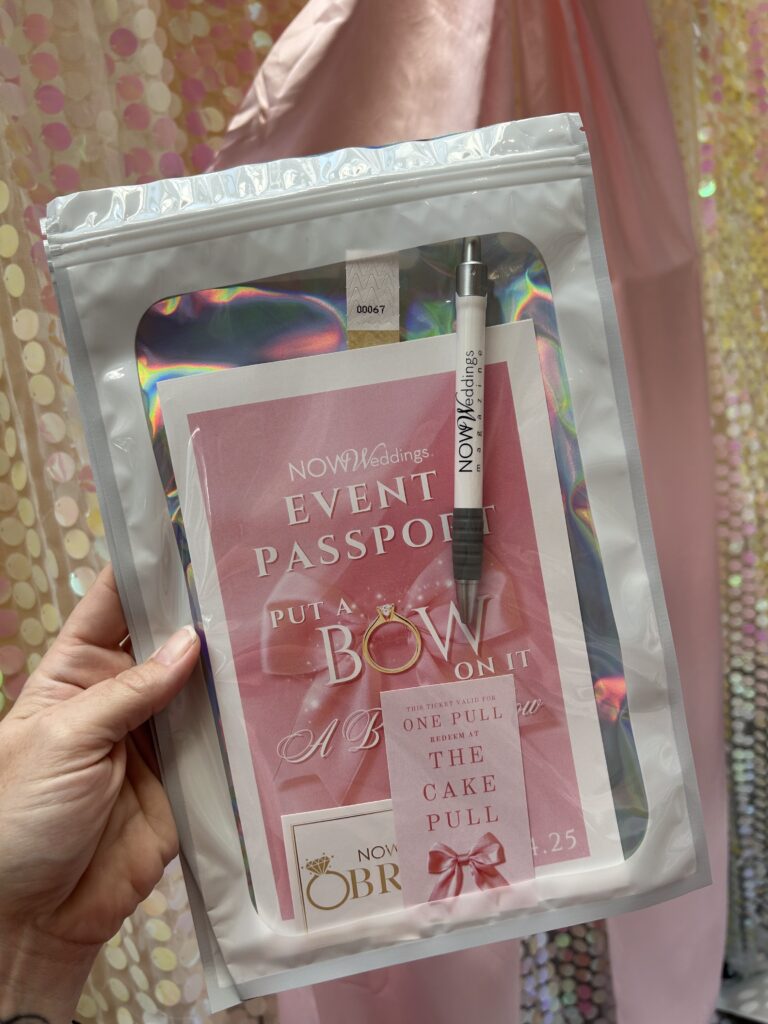 00067
NOWWeddings
magazine
NOWWeddings
EVENT
PASSPORT
PUT A
BOW
ON IT
A B
THIS TICKET VALID FOR
ONE PULL
REDEEM AT
THE
CAKE
PULL
NOW
BR
4.25